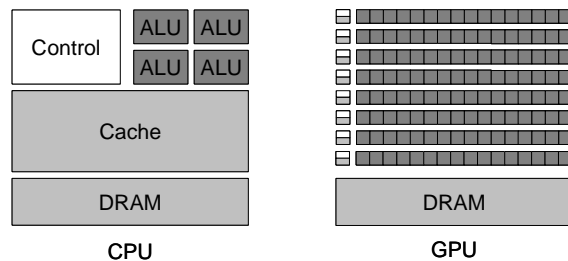 Control
ALU ALU
ALU ALU
Cache
DRAM
CPU
DRAM
GPU